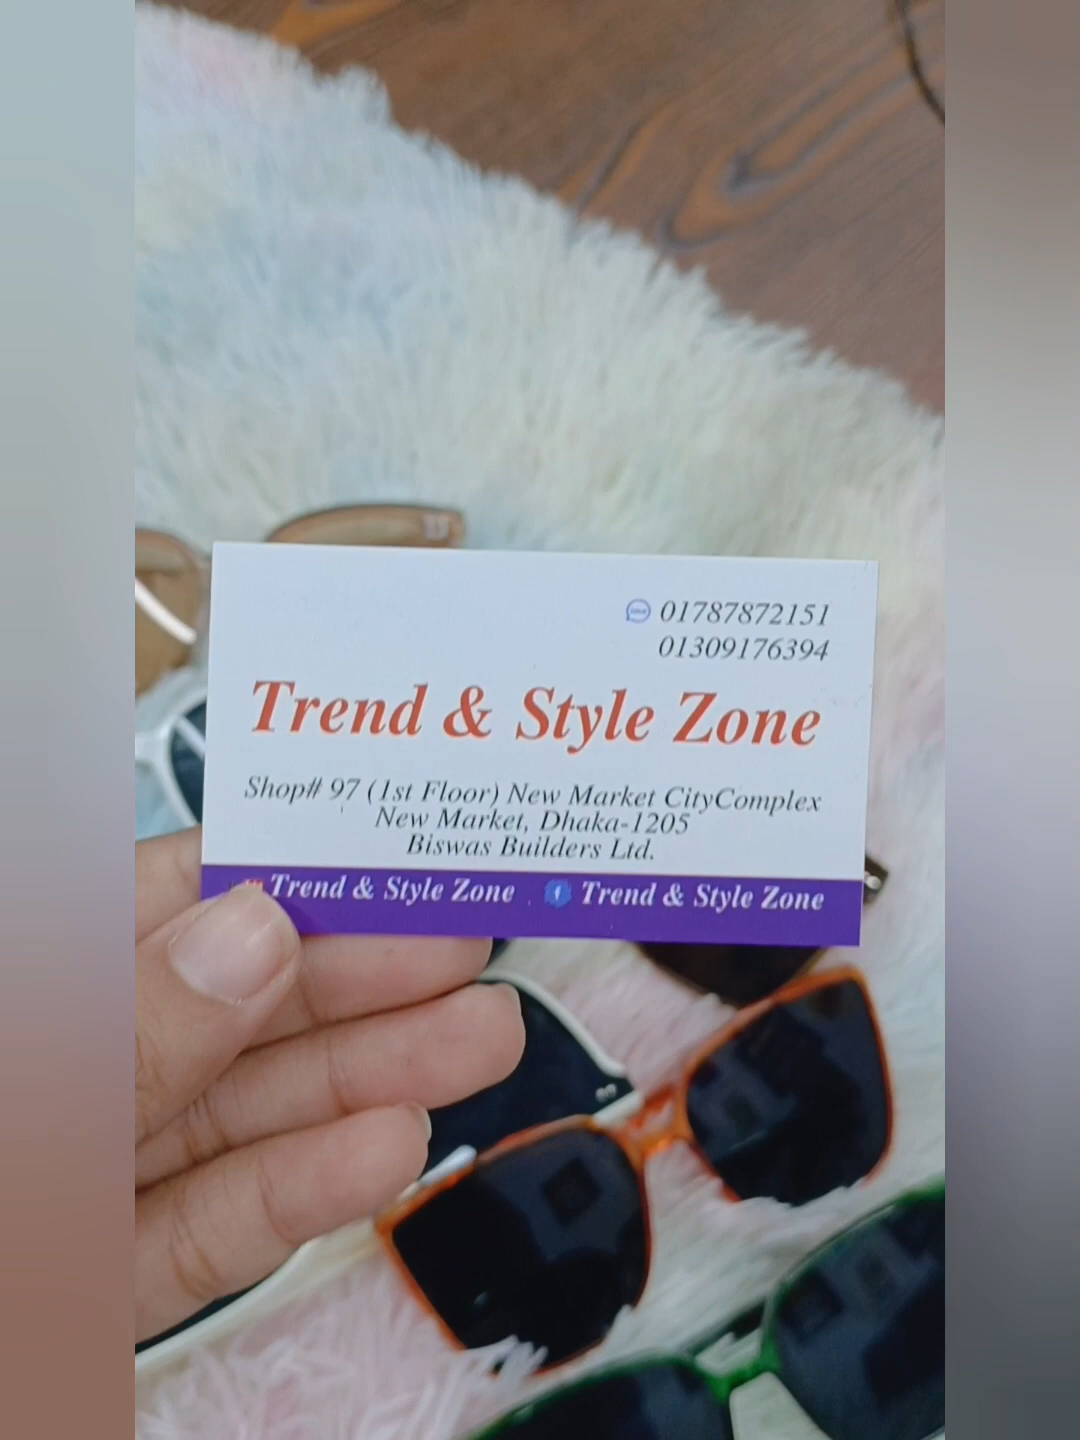 01787872151
01309176394
Trend & Style Zone
Shop# 97 (1st Floor) New Market CityComplex
New Market, Dhaka-1205
Biswas Builders Ltd.
Trend & Style Zone Trend & Style Zone